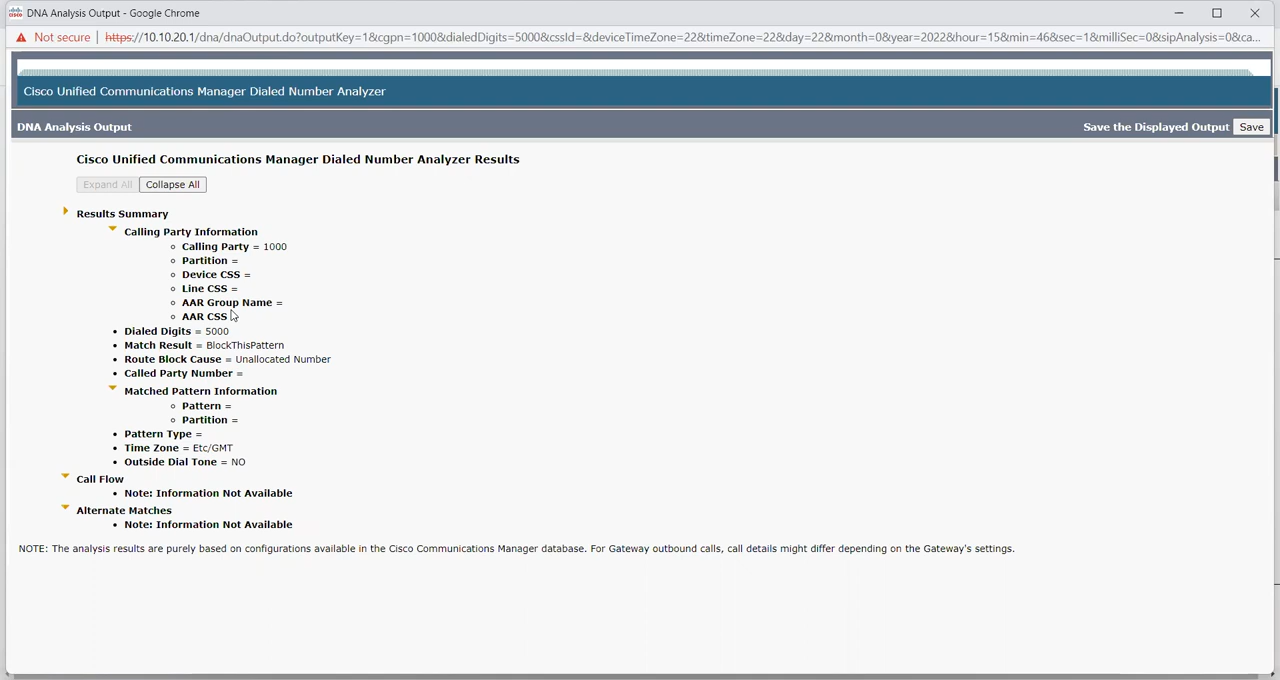 DNA Analysis Output - Google Chrome
Not secure | https://10.10.20.1/dna/dnaOutput.do?outputKey=1&cgpn=1000&dialedDigits=5000&cssId=&deviceTimeZone=22&timeZone=22&day=22&month=0&year=2022&hour=15&min=46&sec=1&milliSec=0&sipAnalysis=0&ca...
Cisco Unified Communications Manager Dialed Number Analyzer
DNA Analysis Output
Save the Displayed Output Save
Cisco Unified Communications Manager Dialed Number Analyzer Results
Expand All Collapse All
Results Summary
Calling Party Information
Calling Party = 1000
Partition =
Device CSS =
Line CSS =
AAR Group Name =
AAR CSS
Dialed Digits = 5000
Match Result = BlockThisPattern
Route Block Cause = Unallocated Number
Called Party Number =
Matched Pattern Information
Pattern =
Partition =
Pattern Type =
Time Zone = Etc/GMT
Outside Dial Tone = NO
Call Flow
Note: Information Not Available
Alternate Matches
Note: Information Not Available
NOTE: The analysis results are purely based on configurations available in the Cisco Communications Manager database. For Gateway outbound calls, call details might differ depending on the Gateway's settings.